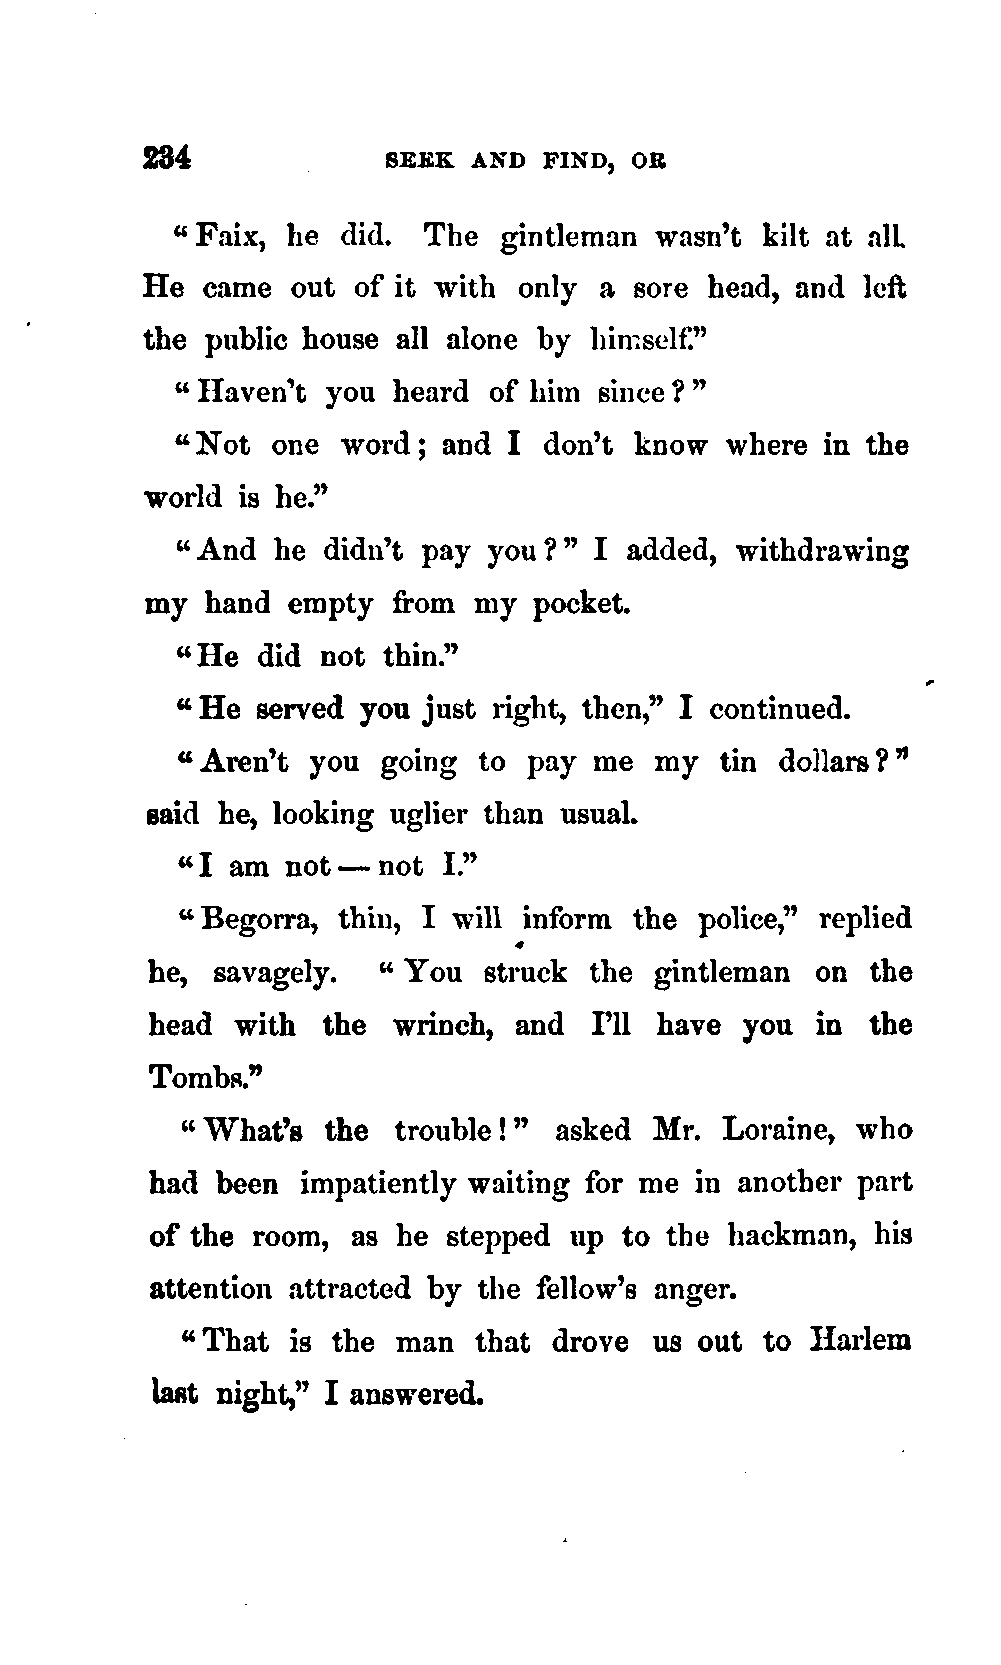 234 SEEK AND FIND, OR
“Faix, he did. The gintleman wasn’t kilt at all.
He came out of it with only a sore head, and left
the public house all alone by himself.”
“Haven’t you heard of him since?”
“Not one word; and I don’t know where in the
world is he.”
“And he didn’t pay you?” I added, withdrawing
my hand empty from my pocket.
“He did not thin.”
“He served you just right, then,” I continued.
“Aren’t you going to pay me my tin dollars?”
said he, looking uglier than usual.
“I am not — not I.”
“Begorra, thin, I will inform the police,” replied
he, savagely. “You struck the gintleman on the
head with the wrinch, and I’ll have you in the
Tombs.”
“What’s the trouble!” asked Mr. Loraine, who
had been impatiently waiting for me in another part
of the room, as he stepped up to the hackman, his
attention attracted by the fellow’s anger.
“That is the man that drove us out to Harlem
last night,” I answered.